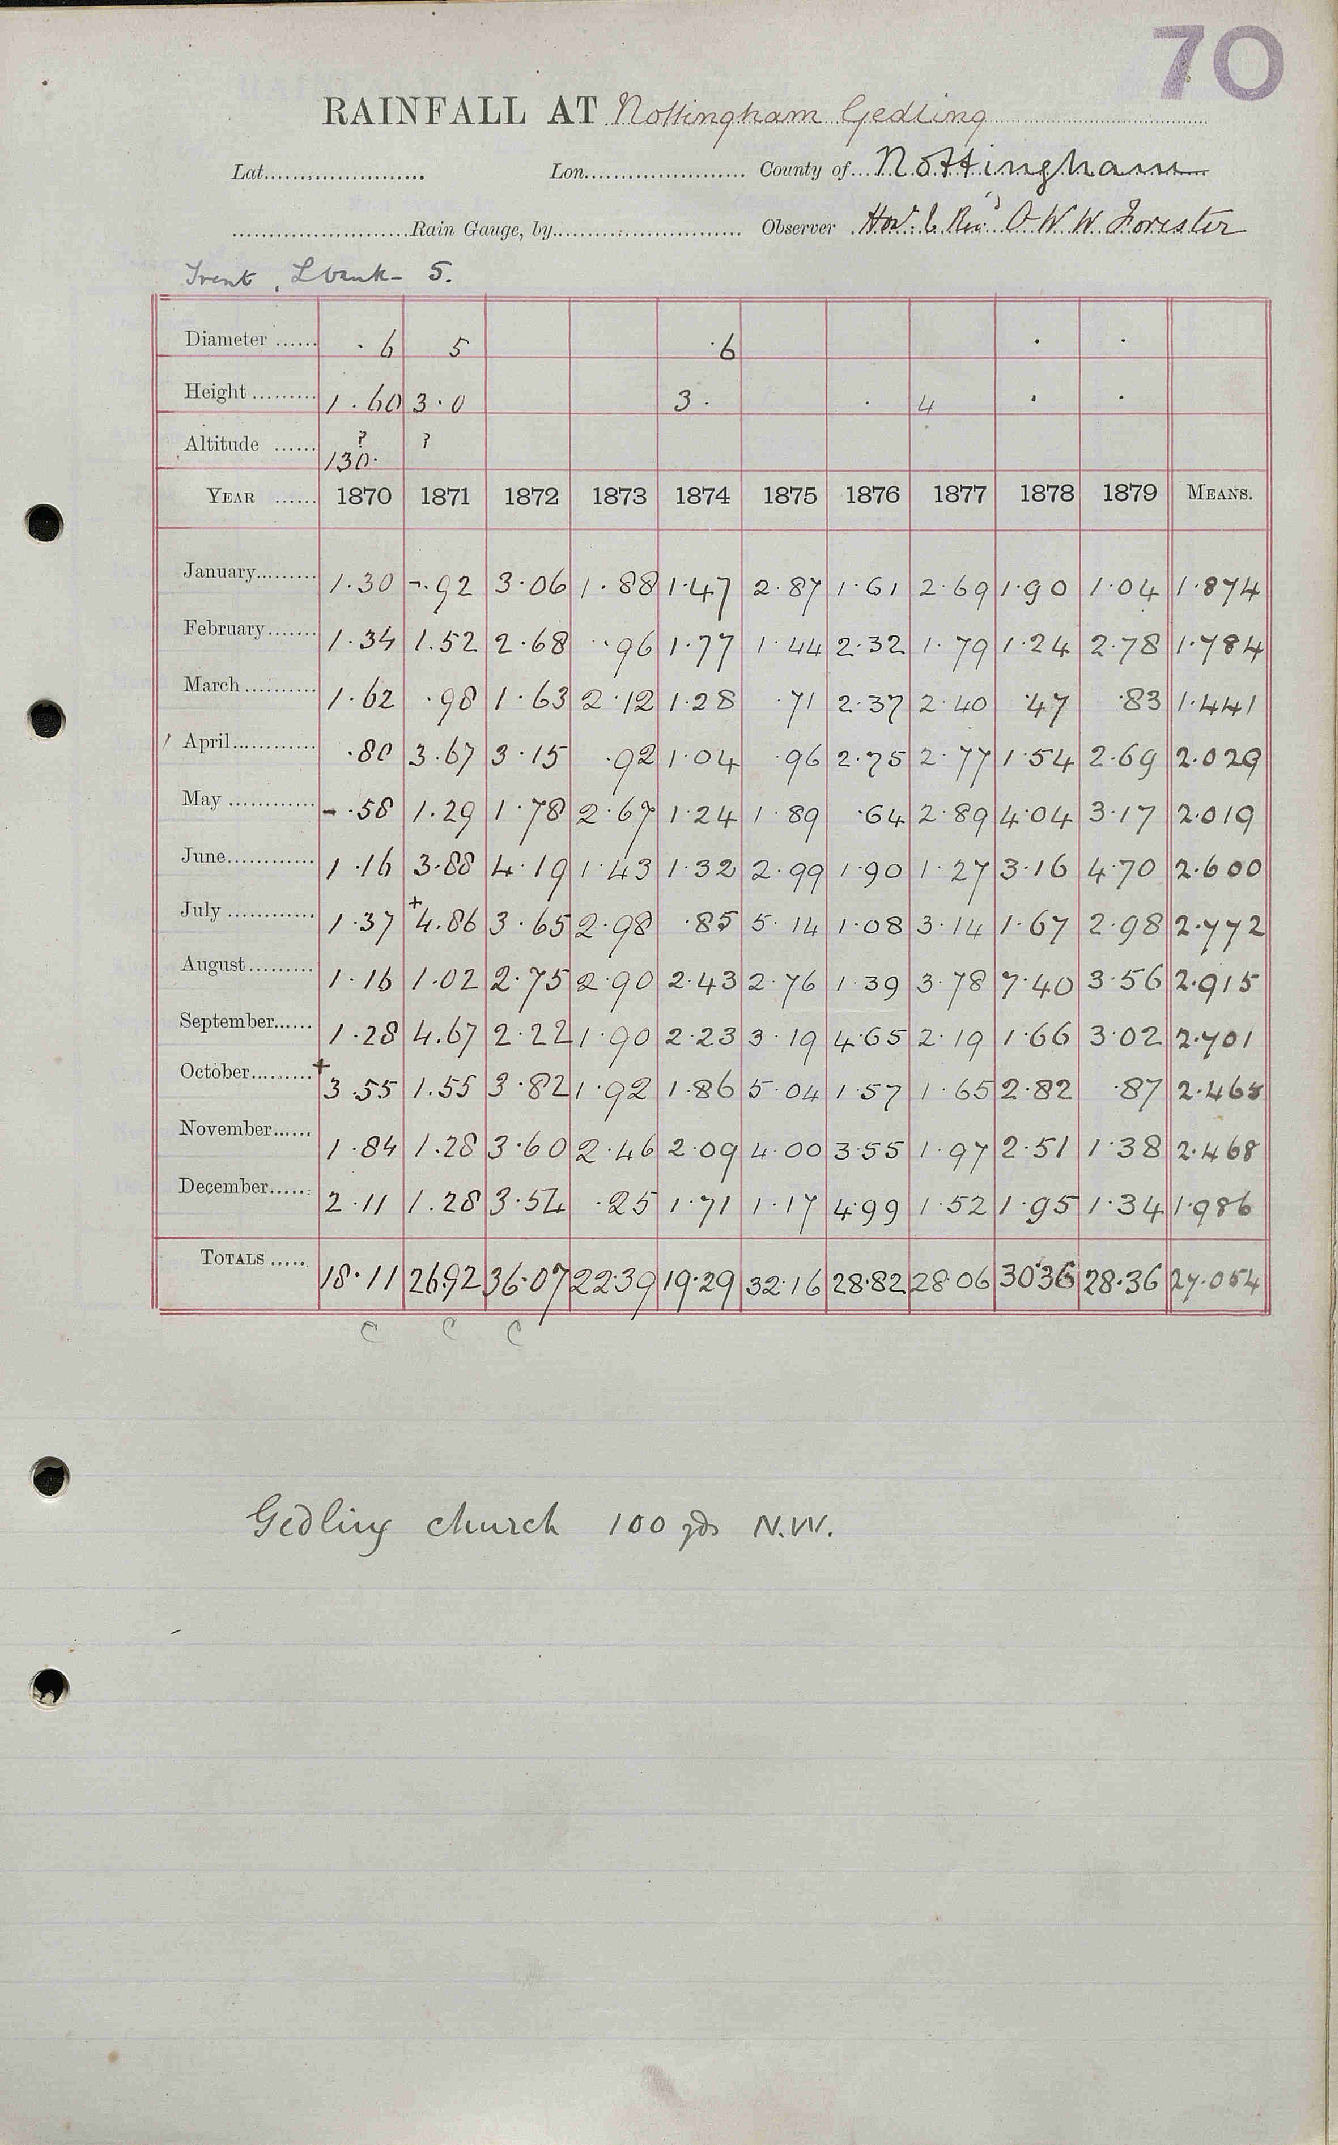 70
RAINFALL AT Nottingham Gedling
Lat...................... Lon...................... County of... Nottingham
........................Rain Gauge, by........................ Observer Hon. & Revd. O W W Forester
Trent, L bank - 5.
Diameter ...... . 6 5 .6 . .
Height ......... 1.60 3.0 3. . 4 . .
Altitude ...... ? 130. ?
YEAR ...... 1870 1871 1872 1873 1874 1875 1876 1877 1878 1879 MEANS.
January......... 1.30 -.92 3.06 1.88 1.47 2.87 1.61 2.69 1.90 1.04 1.874
February....... 1.34 1.52 2.68 .96 1.77 1.44 2.32 1.79 1.24 2.78 1.784
March .......... 1.62 .98 1.63 2.12 1.28 .71 2.37 2.40 .47 .83 1.441
April............ .80 3.67 3.15 .92 1.04 .96 2.75 2.77 1.54 2.69 2.029
May ............ - .58 1.29 1.78 2.67 1.24 1.89 .64 2.89 4.04 3.17 2.019
June............ 1.16 3.88 4.19 1.43 1.32 2.99 1.90 1.27 3.16 4.70 2.600
July ............ 1.37 +4.86 3.65 2.98 .85 5.14 1.08 3.14 1.67 2.98 2.772
August......... 1.16 1.02 2.75 2.90 2.43 2.76 1.39 3.78 7.40 3.56 2.915
September...... 1.28 4.67 2.22 1.90 2.23 3.19 4.65 2.19 1.66 3.02 2.701
October......... +3.55 1.55 3.82 1.92 1.86 5.04 1.57 1.65 2.82 .87 2.465
November...... 1.84 1.28 3.60 2.46 2.09 4.00 3.55 1.97 2.51 1.38 2.468
December...... 2.11 1.28 3.54 .25 1.71 1.17 4.99 1.52 1.95 1.34 1.986
TOTALS ..... 18.11 26.92 36.07 22.39 19.29 32.16 28.82 28.06 30.36 28.36 27.054
C C C
Gedling church 100 yds N.W.